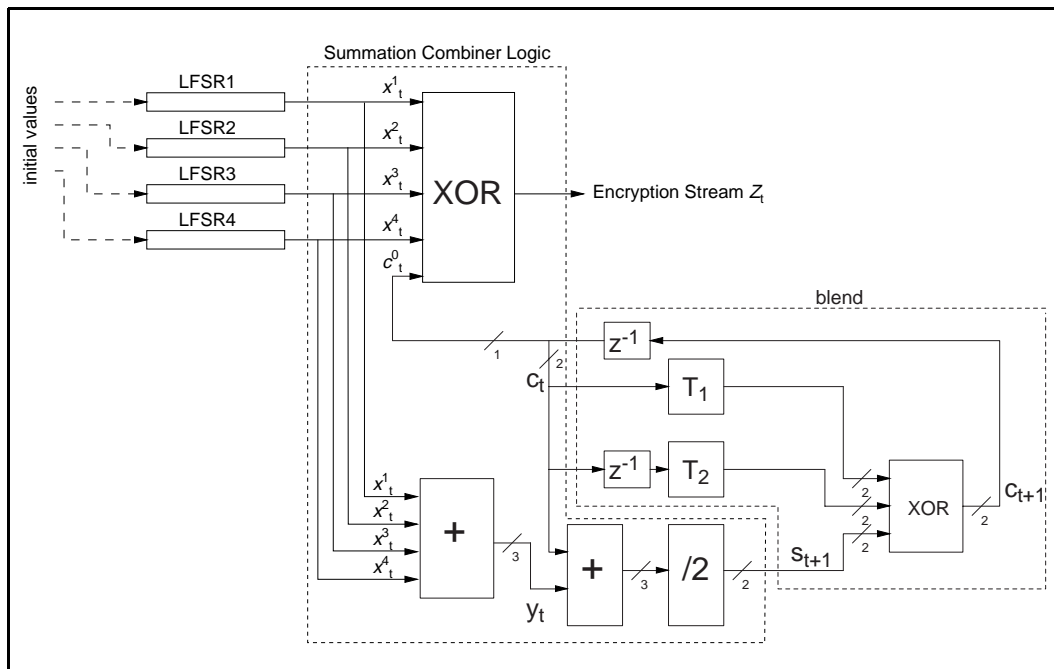 Summation Combiner Logic
initial values
LFSR1
x¹ₜ
LFSR2
x²ₜ
LFSR3
x³ₜ
XOR
Encryption Stream Zₜ
LFSR4
x⁴ₜ
c⁰ₜ
blend
1
2
z⁻¹
cₜ
T₁
z⁻¹
T₂
x¹ₜ
x²ₜ
x³ₜ
x⁴ₜ
+
3
yₜ
+
3
/2
2
sₜ₊₁
2
2
2
XOR
2
cₜ₊₁